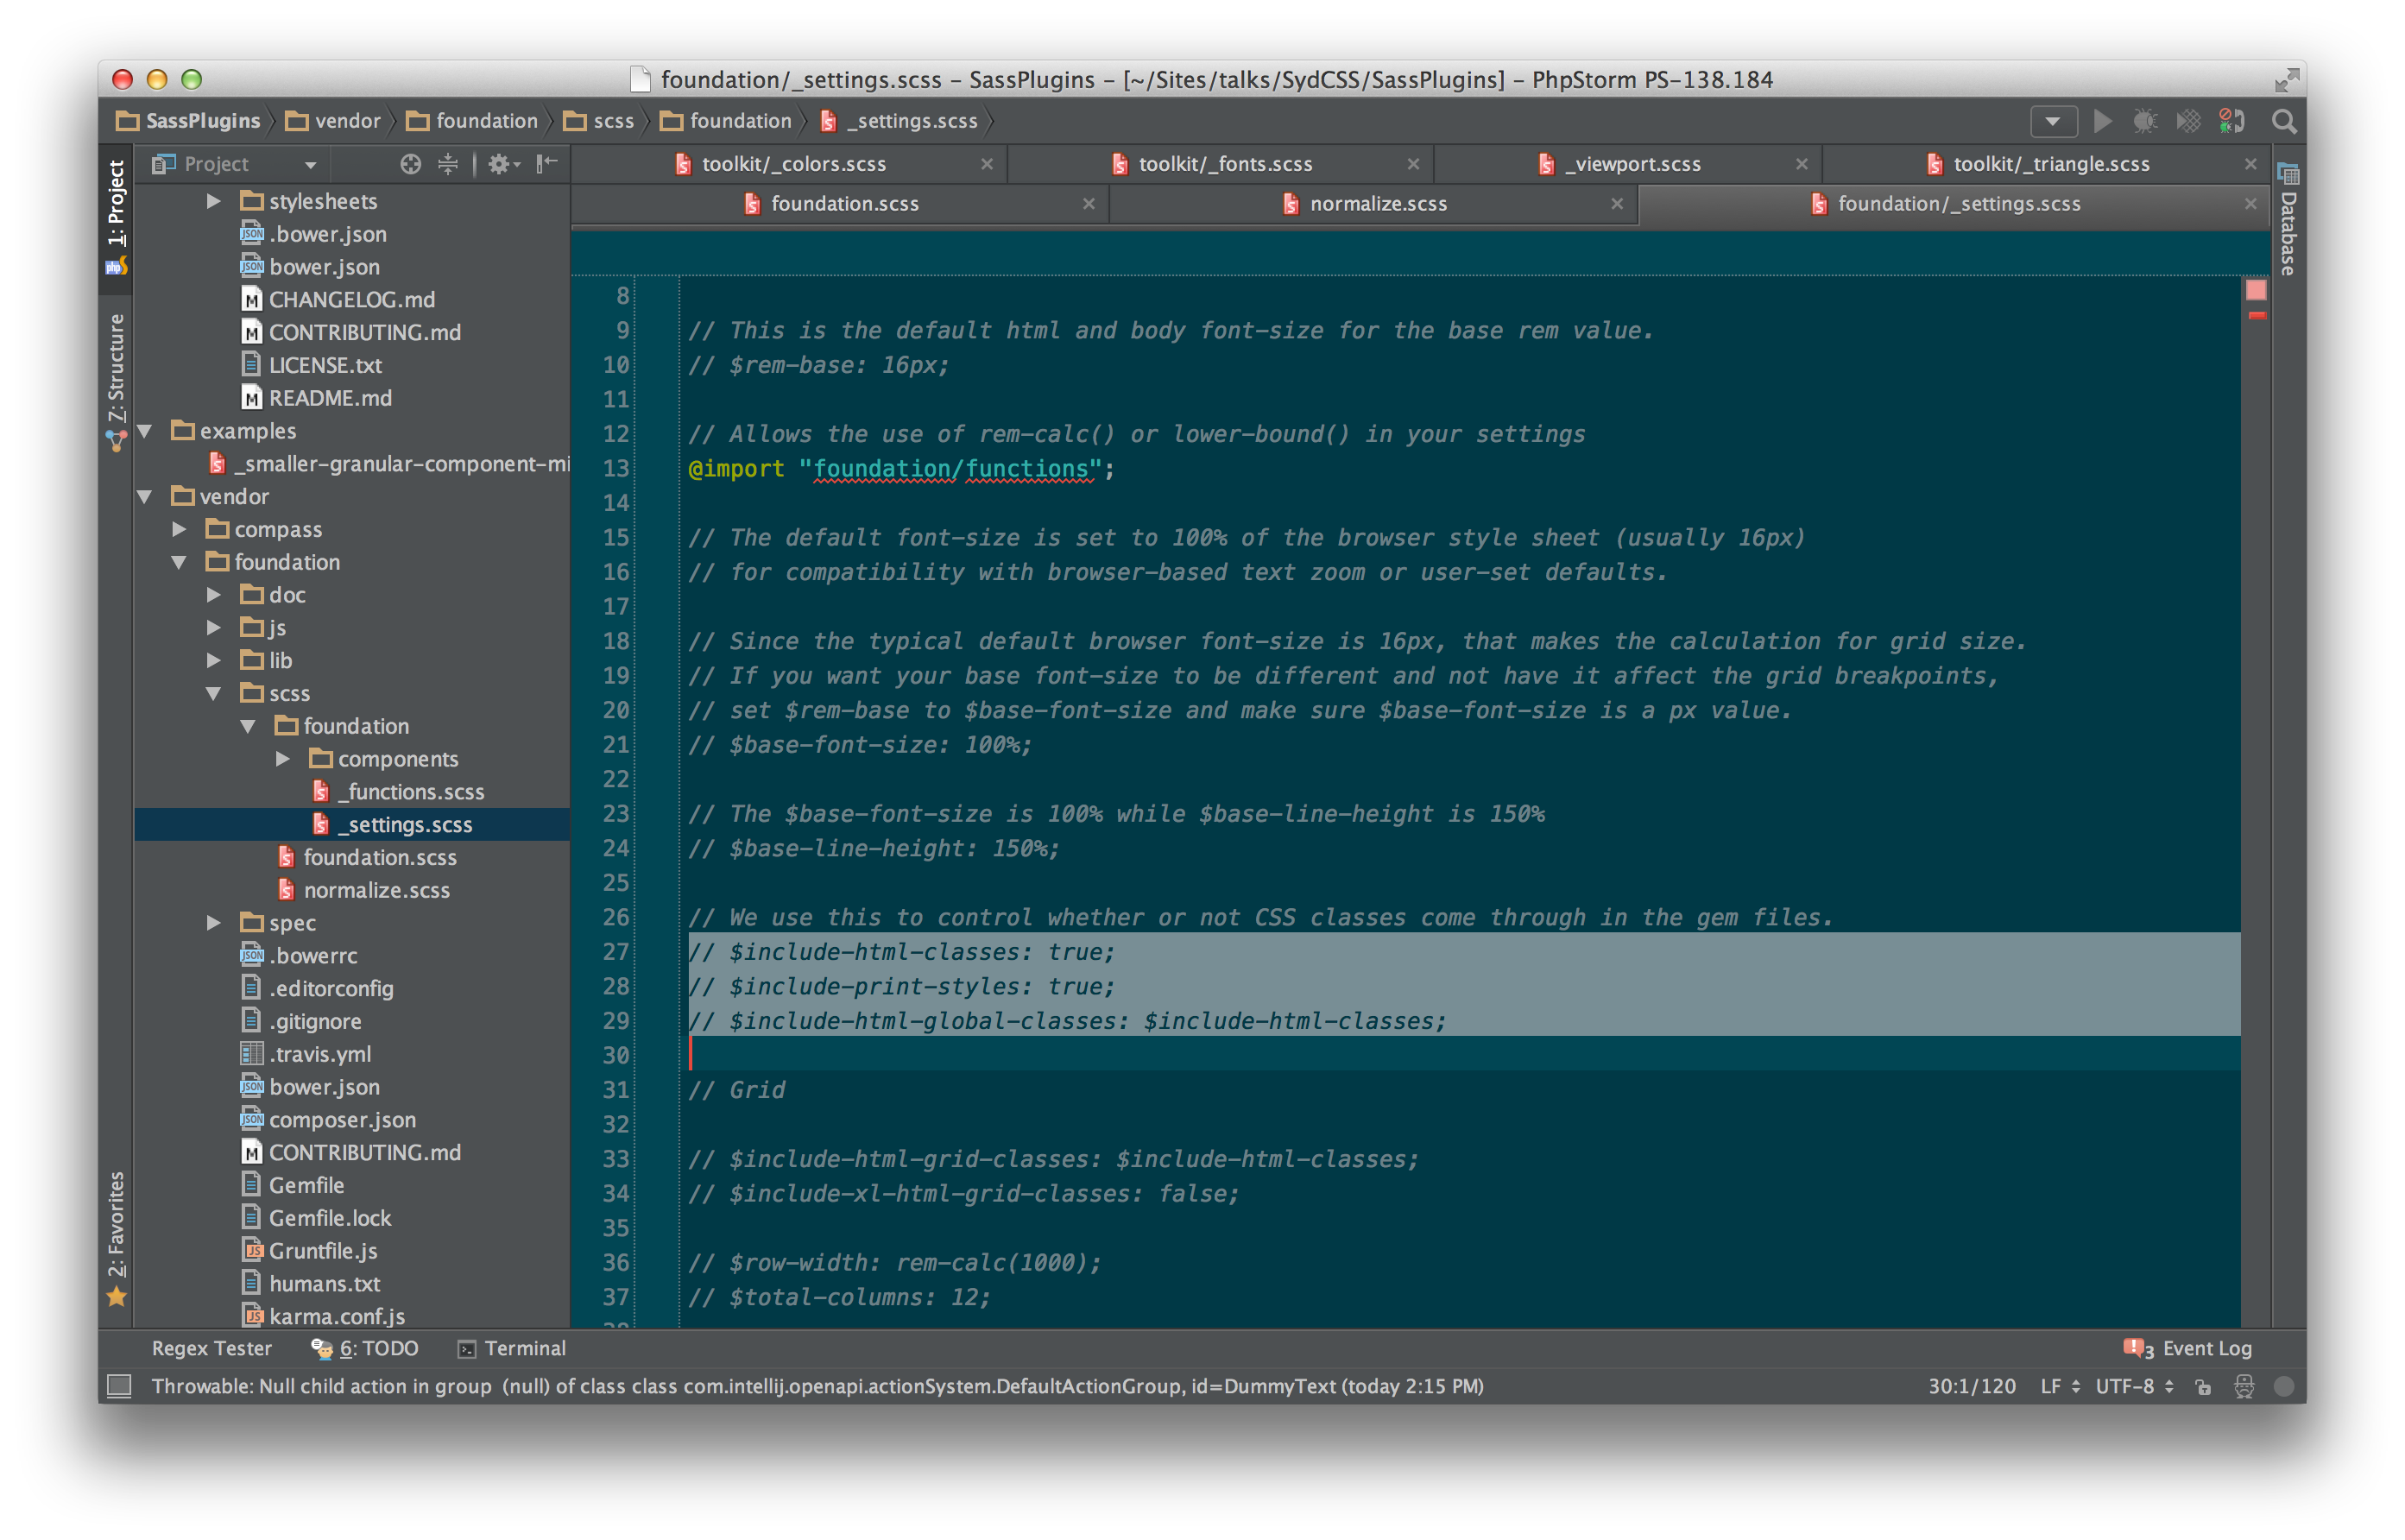 foundation/_settings.scss – SassPlugins – [~/Sites/talks/SydCSS/SassPlugins] – PhpStorm PS-138.184
SassPlugins vendor foundation scss foundation _settings.scss
1: Project
7: Structure
2: Favorites
Project
stylesheets
.bower.json
bower.json
CHANGELOG.md
CONTRIBUTING.md
LICENSE.txt
README.md
examples
_smaller-granular-component-mi
vendor
compass
foundation
doc
js
lib
scss
foundation
components
_functions.scss
_settings.scss
foundation.scss
normalize.scss
spec
.bowerrc
.editorconfig
.gitignore
.travis.yml
bower.json
composer.json
CONTRIBUTING.md
Gemfile
Gemfile.lock
Gruntfile.js
humans.txt
karma.conf.js
toolkit/_colors.scss toolkit/_fonts.scss _viewport.scss toolkit/_triangle.scss
foundation.scss normalize.scss foundation/_settings.scss
8
9 // This is the default html and body font-size for the base rem value.
10 // $rem-base: 16px;
11
12 // Allows the use of rem-calc() or lower-bound() in your settings
13 @import "foundation/functions";
14
15 // The default font-size is set to 100% of the browser style sheet (usually 16px)
16 // for compatibility with browser-based text zoom or user-set defaults.
17
18 // Since the typical default browser font-size is 16px, that makes the calculation for grid size.
19 // If you want your base font-size to be different and not have it affect the grid breakpoints,
20 // set $rem-base to $base-font-size and make sure $base-font-size is a px value.
21 // $base-font-size: 100%;
22
23 // The $base-font-size is 100% while $base-line-height is 150%
24 // $base-line-height: 150%;
25
26 // We use this to control whether or not CSS classes come through in the gem files.
27 // $include-html-classes: true;
28 // $include-print-styles: true;
29 // $include-html-global-classes: $include-html-classes;
30
31 // Grid
32
33 // $include-html-grid-classes: $include-html-classes;
34 // $include-xl-html-grid-classes: false;
35
36 // $row-width: rem-calc(1000);
37 // $total-columns: 12;
Database
Regex Tester 6: TODO Terminal 3 Event Log
Throwable: Null child action in group (null) of class class com.intellij.openapi.actionSystem.DefaultActionGroup, id=DummyText (today 2:15 PM) 30:1/120 LF UTF-8